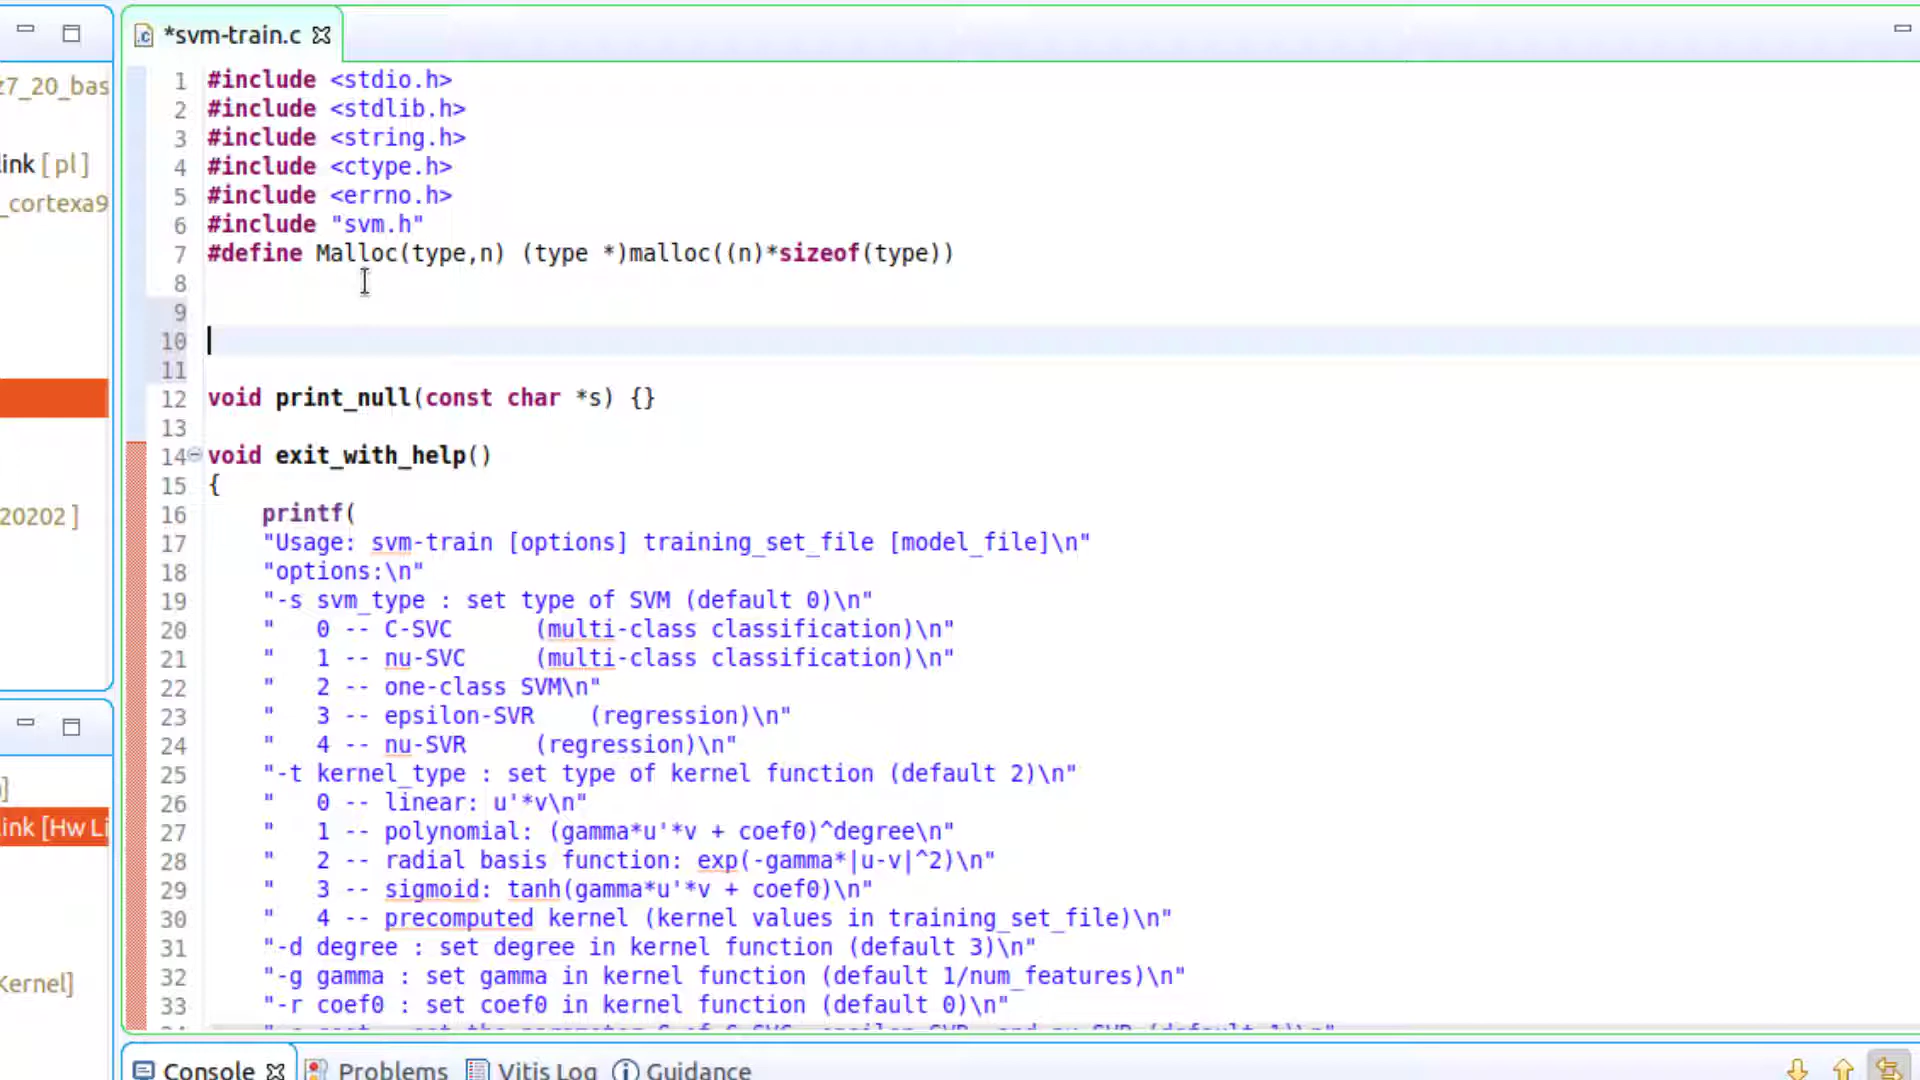 *svm-train.c
z7_20_bas
ink [ pl ]
_cortexa9
20202 ]
]
ink [Hw Li
Kernel]
1 #include <stdio.h>
2 #include <stdlib.h>
3 #include <string.h>
4 #include <ctype.h>
5 #include <errno.h>
6 #include "svm.h"
7 #define Malloc(type,n) (type *)malloc((n)*sizeof(type))
8
9
10
11
12 void print_null(const char *s) {}
13
14 void exit_with_help()
15 {
16 printf(
17 "Usage: svm-train [options] training_set_file [model_file]\n"
18 "options:\n"
19 "-s svm_type : set type of SVM (default 0)\n"
20 " 0 -- C-SVC (multi-class classification)\n"
21 " 1 -- nu-SVC (multi-class classification)\n"
22 " 2 -- one-class SVM\n"
23 " 3 -- epsilon-SVR (regression)\n"
24 " 4 -- nu-SVR (regression)\n"
25 "-t kernel_type : set type of kernel function (default 2)\n"
26 " 0 -- linear: u'*v\n"
27 " 1 -- polynomial: (gamma*u'*v + coef0)^degree\n"
28 " 2 -- radial basis function: exp(-gamma*|u-v|^2)\n"
29 " 3 -- sigmoid: tanh(gamma*u'*v + coef0)\n"
30 " 4 -- precomputed kernel (kernel values in training_set_file)\n"
31 "-d degree : set degree in kernel function (default 3)\n"
32 "-g gamma : set gamma in kernel function (default 1/num_features)\n"
33 "-r coef0 : set coef0 in kernel function (default 0)\n"
Console Problems Vitis Log Guidance